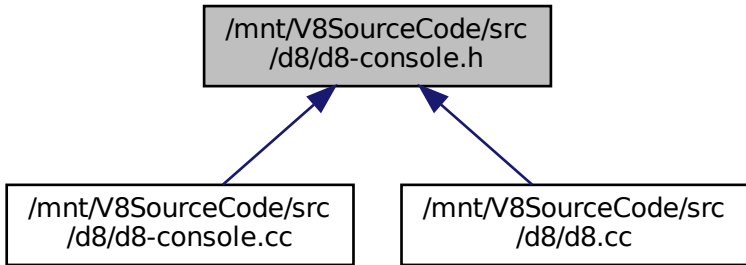 /mnt/V8SourceCode/src
/d8/d8-console.h
/mnt/V8SourceCode/src
/d8/d8-console.cc
/mnt/V8SourceCode/src
/d8/d8.cc